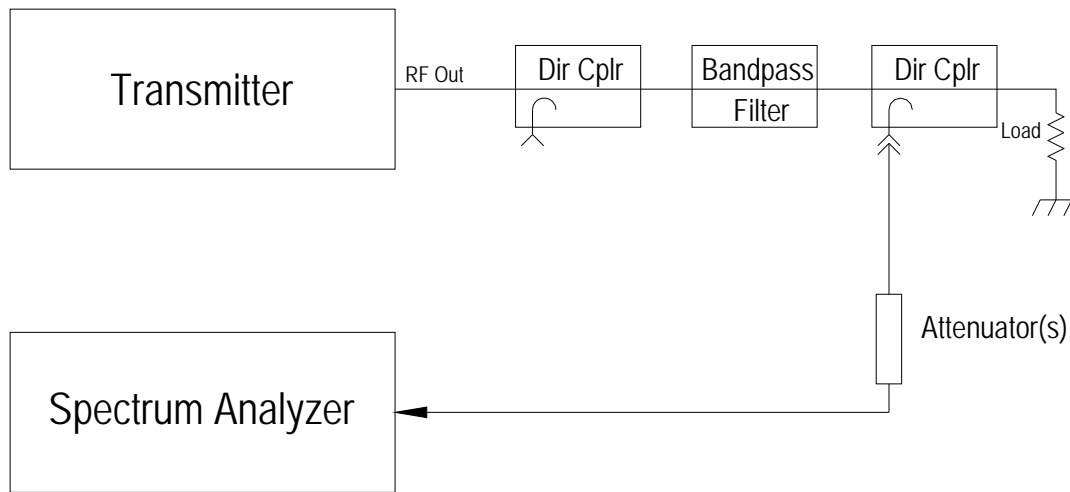 Transmitter
RF Out
Dir Cplr
Bandpass
Filter
Dir Cplr
Load
Attenuator(s)
Spectrum Analyzer